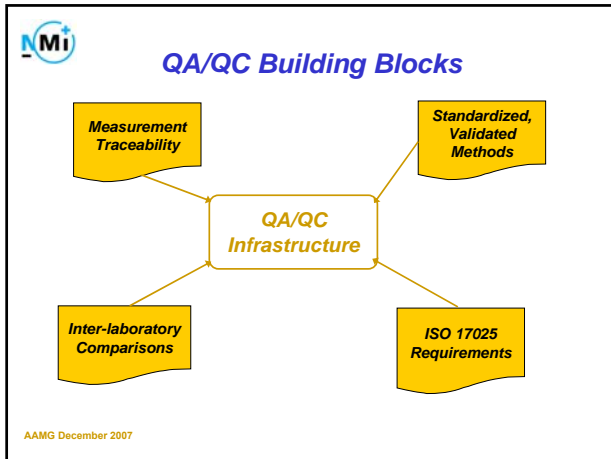 NMi
QA/QC Building Blocks
Measurement
Traceability
Standardized,
Validated
Methods
QA/QC
Infrastructure
Inter-laboratory
Comparisons
ISO 17025
Requirements
AAMG December 2007